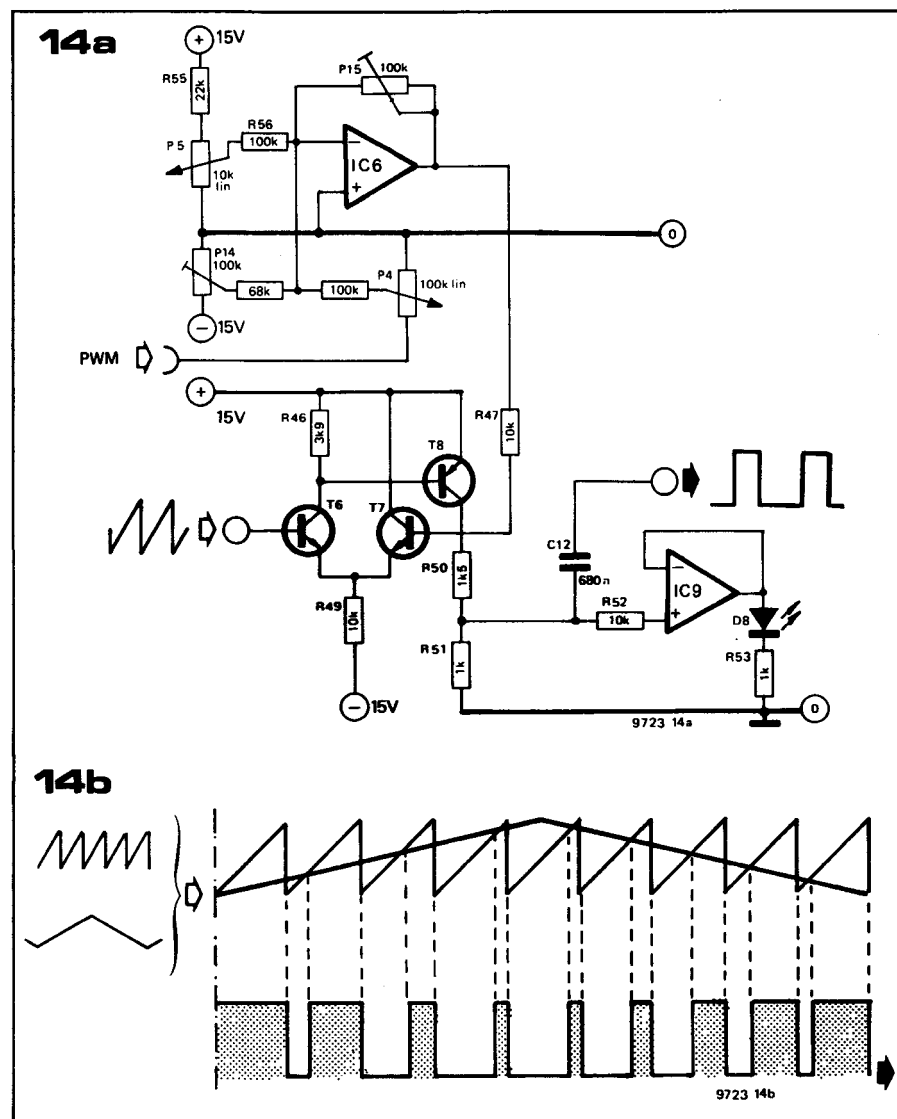 14a
+ 15V
R55
22k
P15 100k
R56
100k
P5
10k
lin
−
IC6
+
0
P14
100k
68k
100k
P4
100k lin
− 15V
PWM
+
15V
R46
3k9
T8
R47
10k
T6
T7
R50
1k5
C12
680n
−
IC9
+
R49
10k
R52
10k
D8
R51
1k
R53
1k
− 15V
0
9723 14a
14b
9723 14b